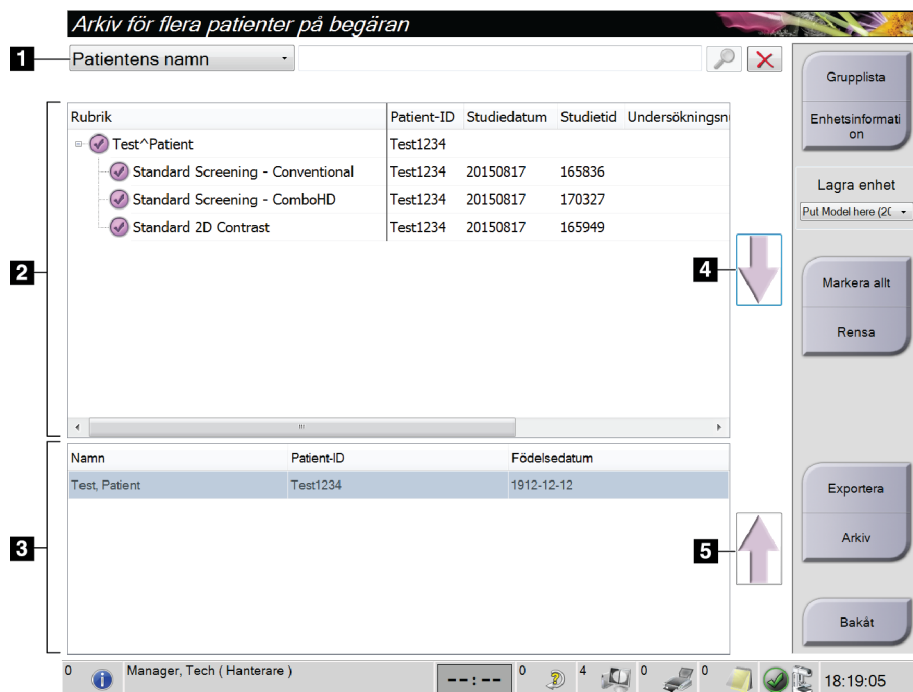 Arkiv för flera patienter på begäran
1 Patientens namn
Grupplista
Enhetsinformati
on
Lagra enhet
Put Model here (20
Markera allt
Rensa
Exportera
Arkiv
Bakåt
2
Rubrik Patient-ID Studiedatum Studietid Undersökningsnu
Test^Patient Test1234
Standard Screening - Conventional Test1234 20150817 165836
Standard Screening - ComboHD Test1234 20150817 170327
Standard 2D Contrast Test1234 20150817 165949
4
3
Namn Patient-ID Födelsedatum
Test, Patient Test1234 1912-12-12
5
0 Manager, Tech ( Hanterare ) --:-- 0 4 0 0 18:19:05